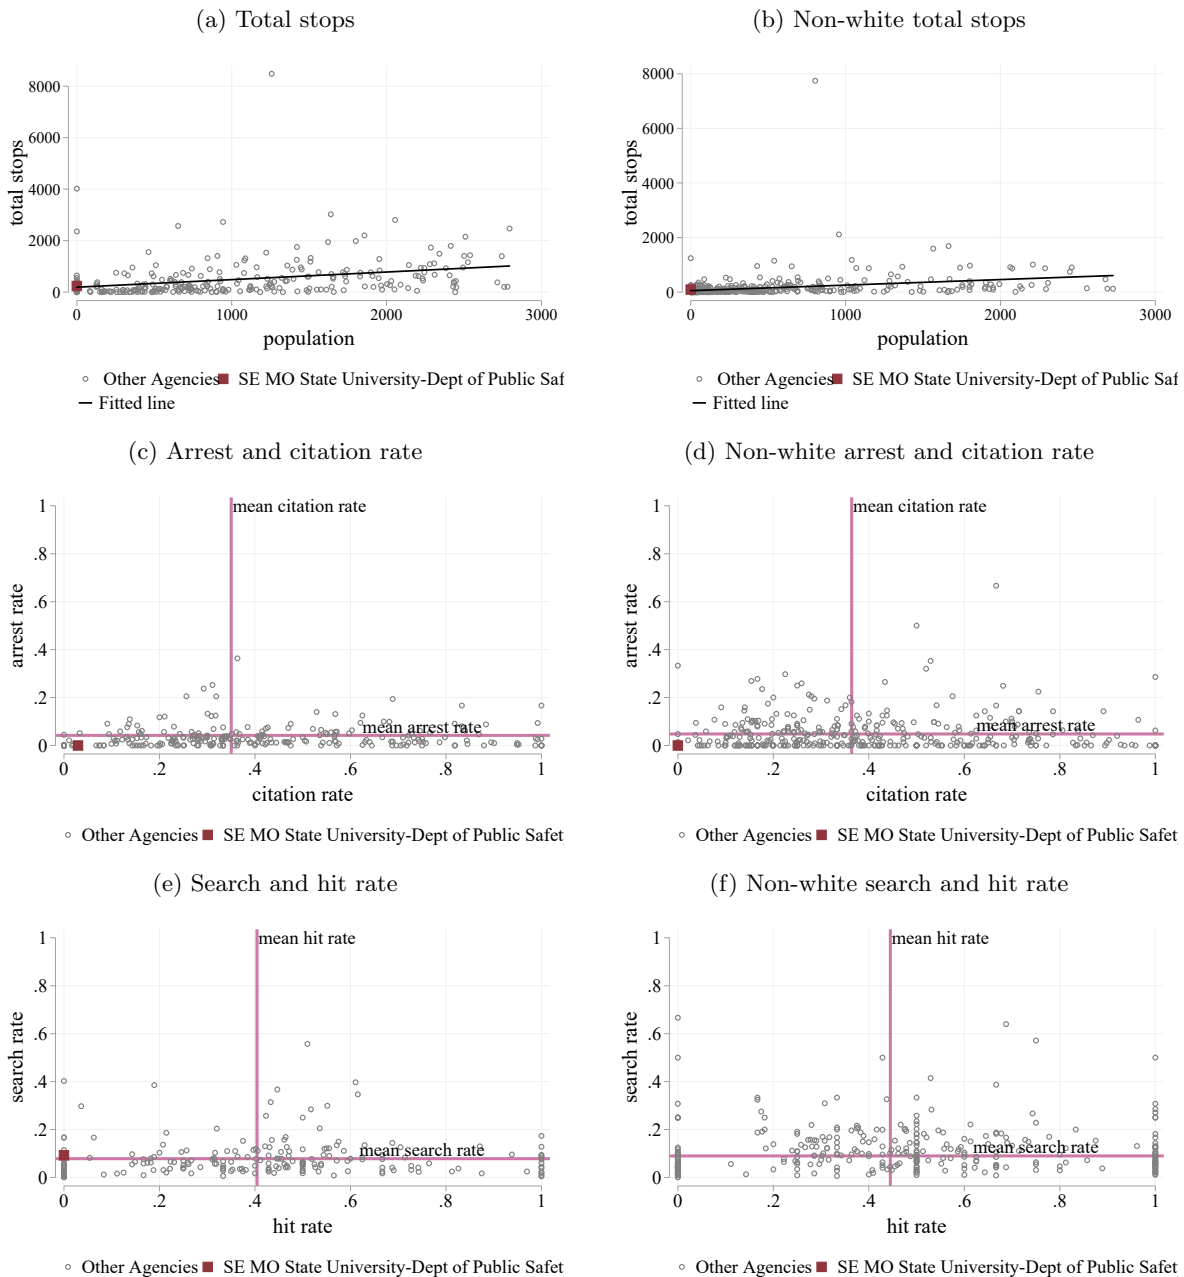 (a) Total stops
(b) Non-white total stops
total stops
8000
6000
4000
2000
0
0
1000
2000
3000
population
Other Agencies
SE MO State University-Dept of Public Saf
Fitted line
total stops
8000
6000
4000
2000
0
0
1000
2000
3000
population
Other Agencies
SE MO State University-Dept of Public Saf
Fitted line
(c) Arrest and citation rate
(d) Non-white arrest and citation rate
arrest rate
1
.8
.6
.4
.2
0
mean citation rate
mean arrest rate
0
.2
.4
.6
.8
1
citation rate
Other Agencies
SE MO State University-Dept of Public Safet
arrest rate
1
.8
.6
.4
.2
0
mean citation rate
mean arrest rate
0
.2
.4
.6
.8
1
citation rate
Other Agencies
SE MO State University-Dept of Public Safet
(e) Search and hit rate
(f) Non-white search and hit rate
search rate
1
.8
.6
.4
.2
0
mean hit rate
mean search rate
0
.2
.4
.6
.8
1
hit rate
Other Agencies
SE MO State University-Dept of Public Safet
search rate
1
.8
.6
.4
.2
0
mean hit rate
mean search rate
0
.2
.4
.6
.8
1
hit rate
Other Agencies
SE MO State University-Dept of Public Safet